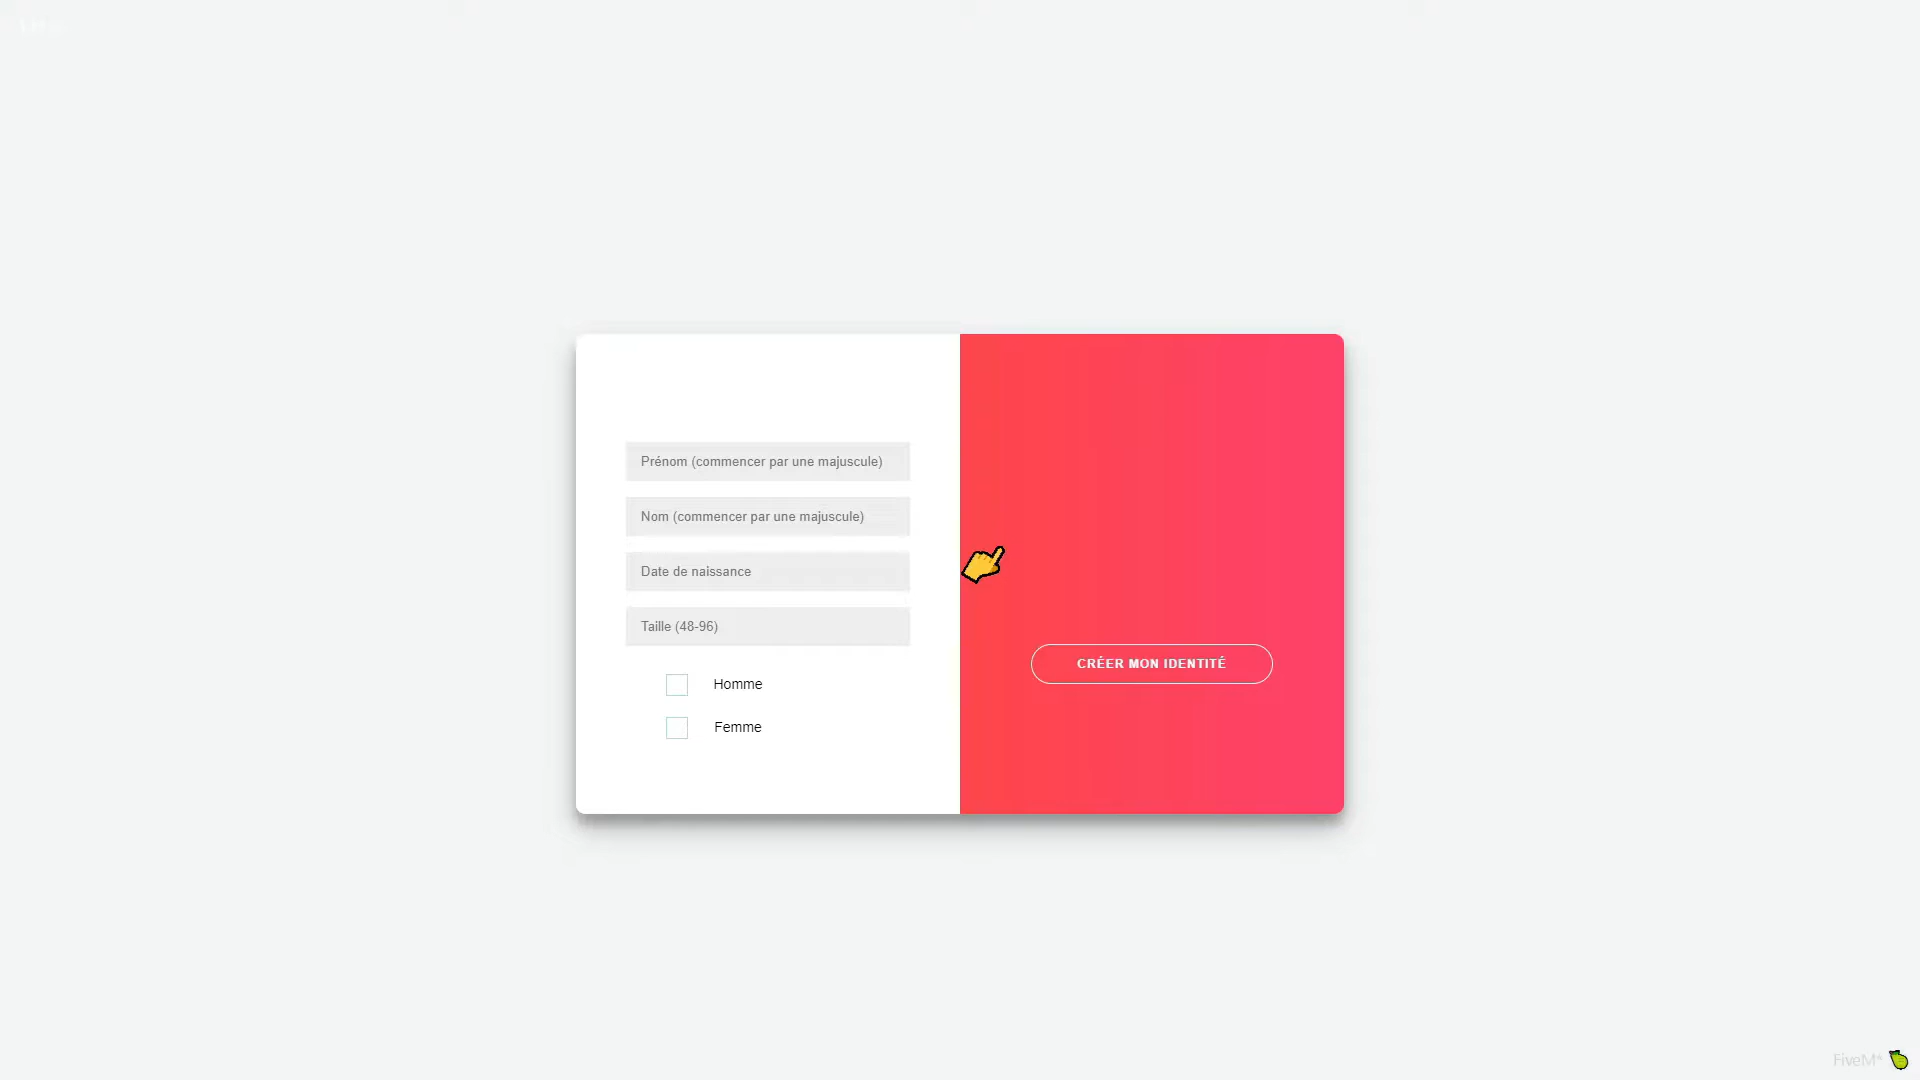 Prénom (commencer par une majuscule)
Nom (commencer par une majuscule)
Date de naissance
Taille (48-96)
Homme
Femme
CRÉER MON IDENTITÉ
FiveM*